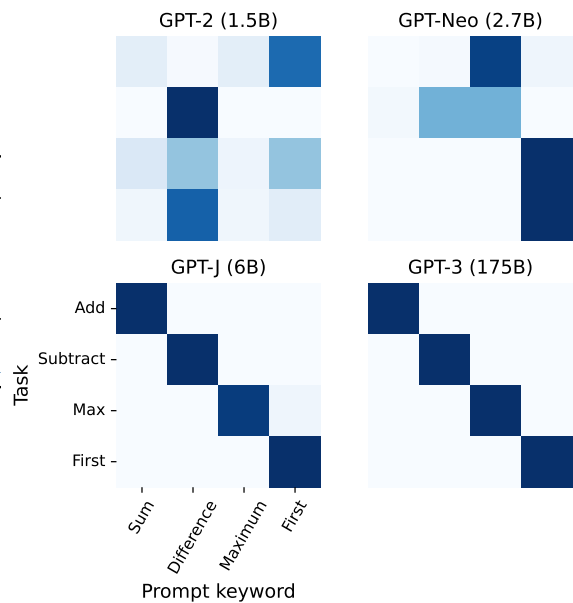 GPT-2 (1.5B)
GPT-Neo (2.7B)
GPT-J (6B)
GPT-3 (175B)
Task
Add
Subtract
Max
First
Sum
Difference
Maximum
First
Prompt keyword